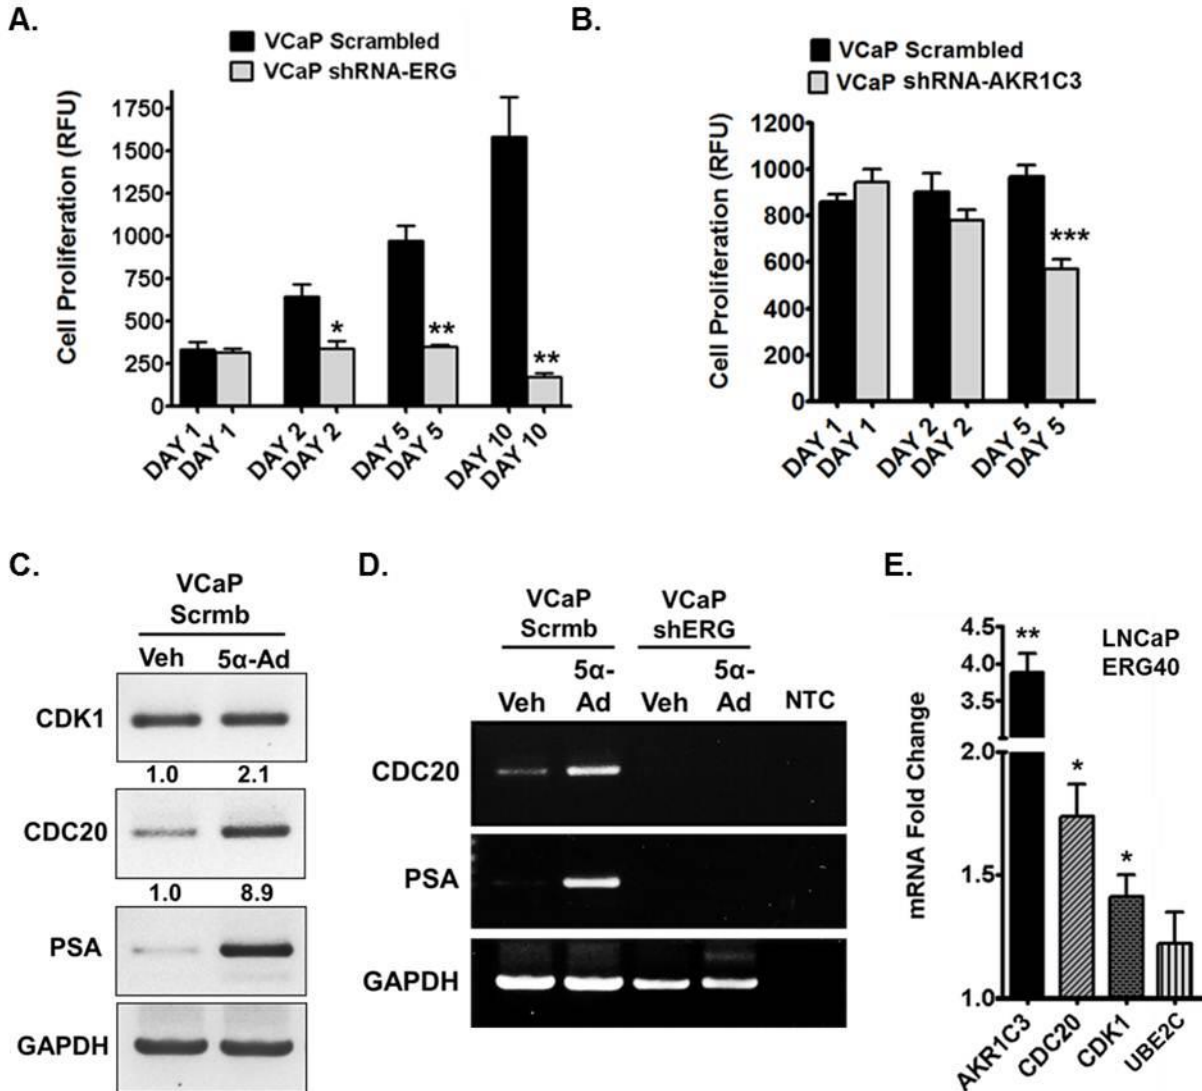 A.
VCaP Scrambled
VCaP shRNA-ERG
Cell Proliferation (RFU)
1750
1500
1250
1000
750
500
250
0
*
**
**
DAY 1
DAY 1
DAY 2
DAY 2
DAY 5
DAY 5
DAY 10
DAY 10
B.
VCaP Scrambled
VCaP shRNA-AKR1C3
Cell Proliferation (RFU)
1200
1000
800
600
400
200
0
***
DAY 1
DAY 1
DAY 2
DAY 2
DAY 5
DAY 5
C.
VCaP
Scrmb
Veh 5α-Ad
CDK1
1.0 2.1
CDC20
1.0 8.9
PSA
GAPDH
D.
VCaP
Scrmb
VCaP
shERG
Veh 5α-Ad Veh 5α-Ad NTC
CDC20
PSA
GAPDH
E.
LNCaP
ERG40
mRNA Fold Change
4.5
4.0
3.5
2.0
1.5
1.0
**
*
*
AKR1C3
CDC20
CDK1
UBE2C